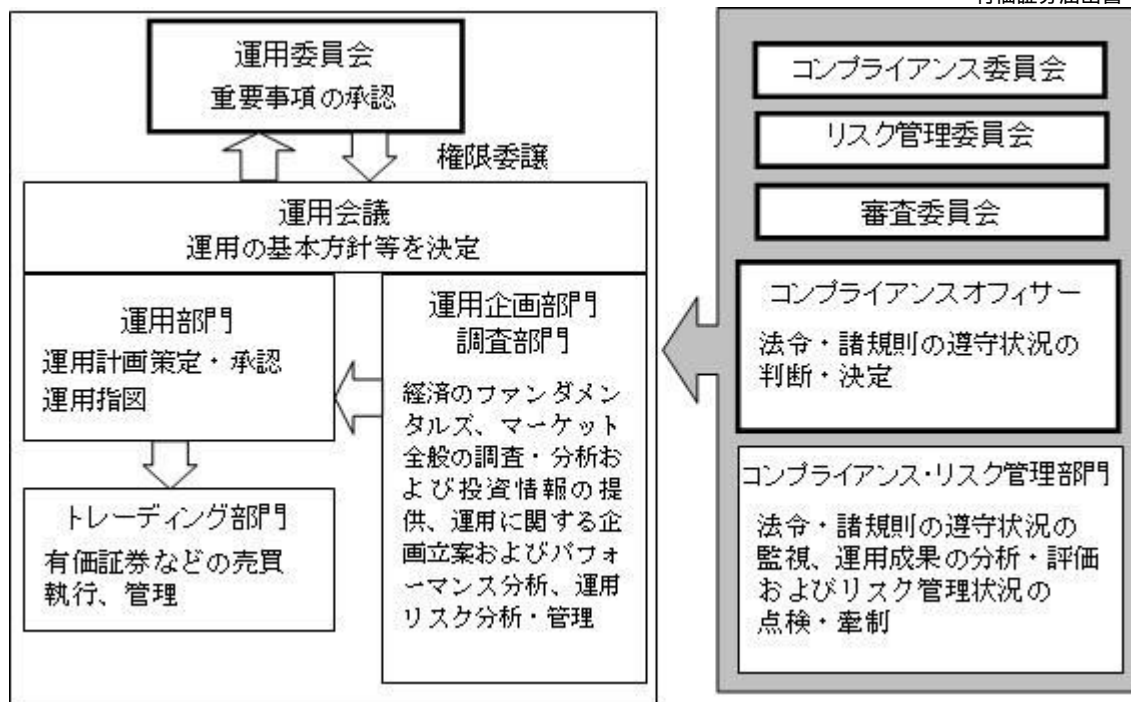 運用委員会
重要事項の承認
権限委譲
運用会議
運用の基本方針等を決定
運用部門
運用計画策定・承認
運用指図
トレーディング部門
有価証券などの売買
執行、管理
運用企画部門
調査部門
経済のファンダメン
タルズ、マーケット
全般の調査・分析お
よび投資情報の提
供、運用に関する企
画立案およびパフォ
ーマンス分析、運用
リスク分析・管理
コンプライアンス委員会
リスク管理委員会
審査委員会
コンプライアンスオフィサー
法令・諸規則の遵守状況の
判断・決定
コンプライアンス・リスク管理部門
法令・諸規則の遵守状況の
監視、運用成果の分析・評価
およびリスク管理状況の
点検・牽制